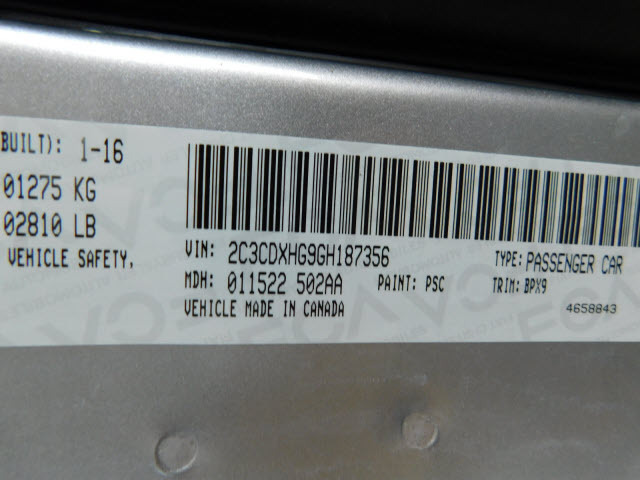 BUILT): 1-16
01275 KG
02810 LB
VEHICLE SAFETY,
VIN: 2C3CDXHG9GH187356 TYPE: PASSENGER CAR
MDH: 011522 502AA PAINT: PSC TRIM: BPX9
VEHICLE MADE IN CANADA 4658843